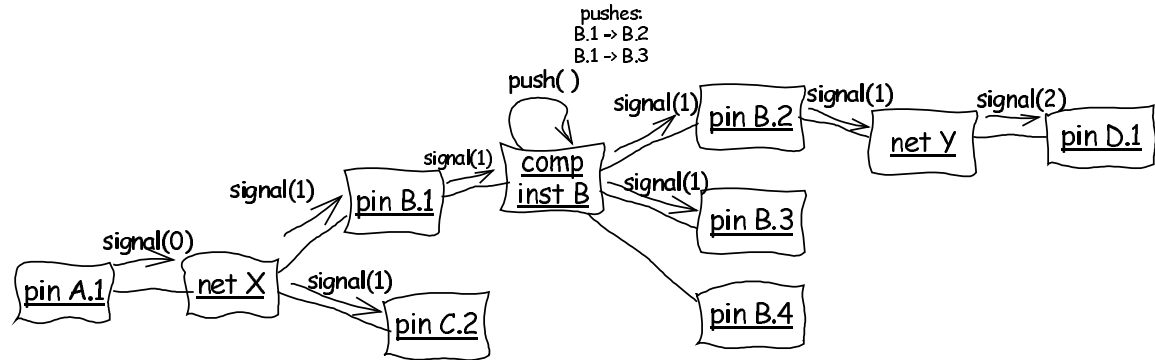 pushes:
B.1 -> B.2
B.1 -> B.3
push( )
signal(1)
pin B.2
signal(1)
net Y
signal(2)
pin D.1
signal(1)
comp
inst B
signal(1)
pin B.1
signal(1)
pin B.3
signal(0)
pin A.1
net X
signal(1)
pin C.2
pin B.4